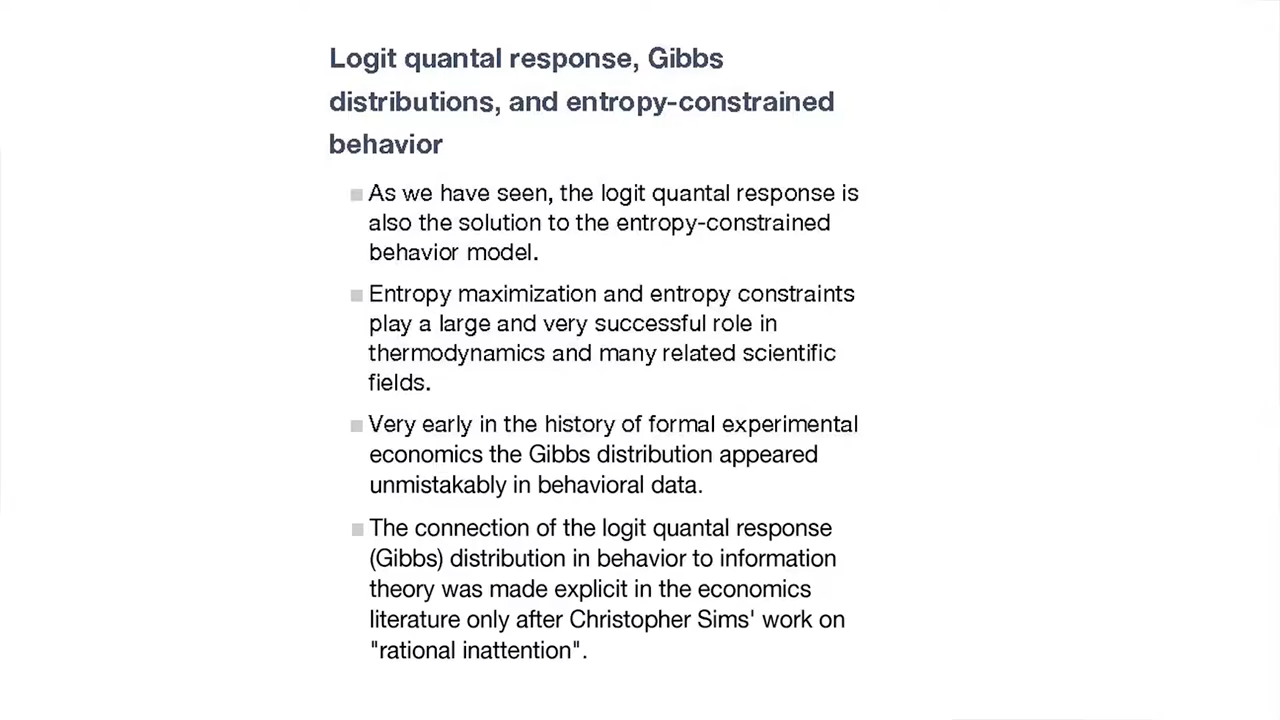 Logit quantal response, Gibbs
distributions, and entropy-constrained
behavior
As we have seen, the logit quantal response is
also the solution to the entropy-constrained
behavior model.
Entropy maximization and entropy constraints
play a large and very successful role in
thermodynamics and many related scientific
fields.
Very early in the history of formal experimental
economics the Gibbs distribution appeared
unmistakably in behavioral data.
The connection of the logit quantal response
(Gibbs) distribution in behavior to information
theory was made explicit in the economics
literature only after Christopher Sims' work on
"rational inattention".